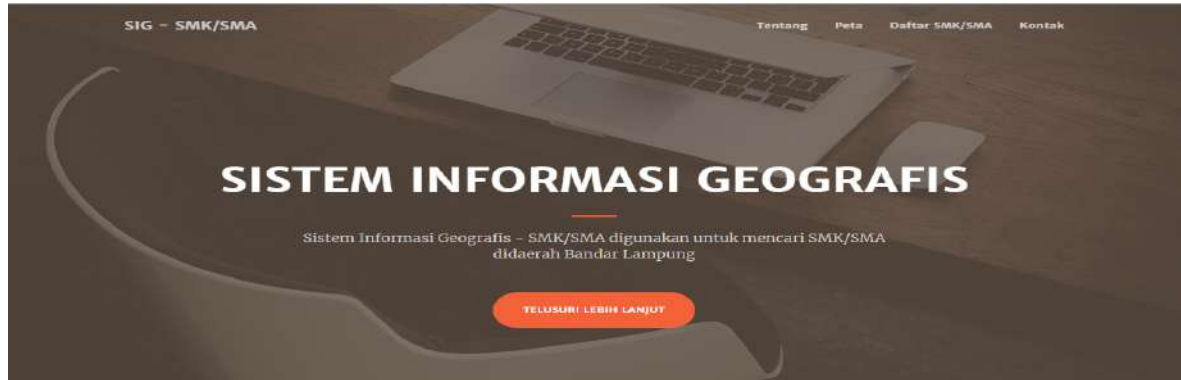 SIG – SMK/SMA
Tentang Peta Daftar SMK/SMA Kontak
SISTEM INFORMASI GEOGRAFIS
Sistem Informasi Geografis – SMK/SMA digunakan untuk mencari SMK/SMA
didaerah Bandar Lampung
TELUSURI LEBIH LANJUT